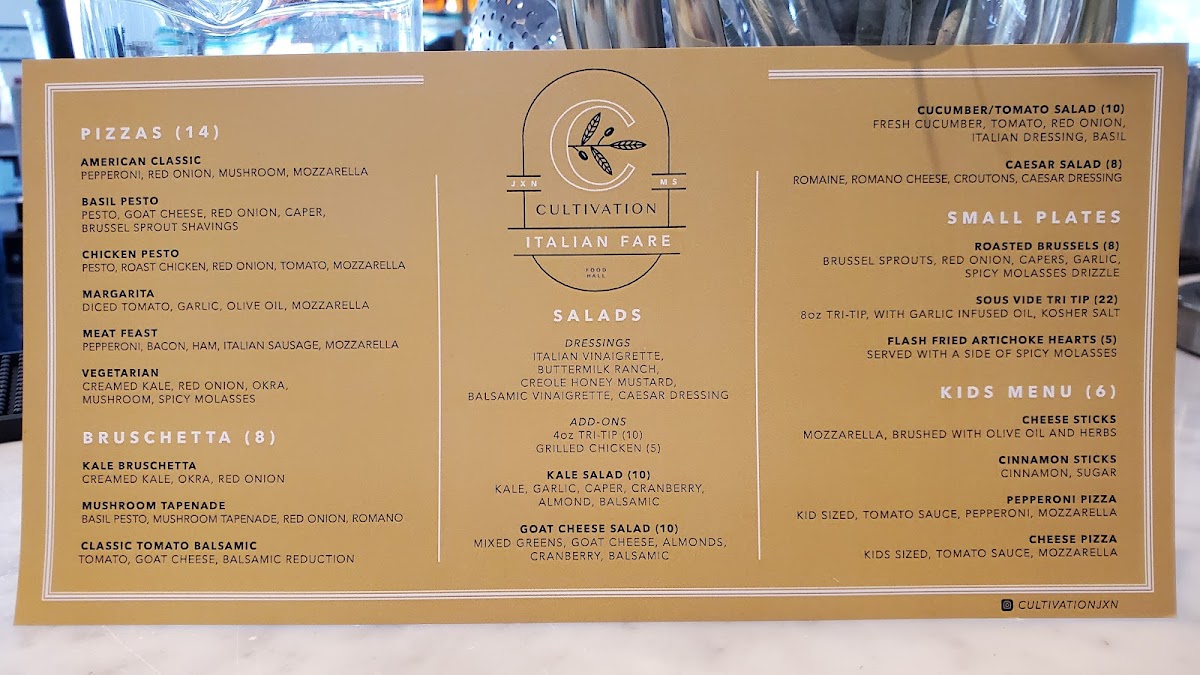 PIZZAS (14)
AMERICAN CLASSIC
PEPPERONI, RED ONION, MUSHROOM, MOZZARELLA
BASIL PESTO
PESTO, GOAT CHEESE, RED ONION, CAPER,
BRUSSEL SPROUT SHAVINGS
CHICKEN PESTO
PESTO, ROAST CHICKEN, RED ONION, TOMATO, MOZZARELLA
MARGARITA
DICED TOMATO, GARLIC, OLIVE OIL, MOZZARELLA
MEAT FEAST
PEPPERONI, BACON, HAM, ITALIAN SAUSAGE, MOZZARELLA
VEGETARIAN
CREAMED KALE, RED ONION, OKRA,
MUSHROOM, SPICY MOLASSES
BRUSCHETTA (8)
KALE BRUSCHETTA
CREAMED KALE, OKRA, RED ONION
MUSHROOM TAPENADE
BASIL PESTO, MUSHROOM TAPENADE, RED ONION, ROMANO
CLASSIC TOMATO BALSAMIC
TOMATO, GOAT CHEESE, BALSAMIC REDUCTION
C
JXN MS
CULTIVATION
ITALIAN FARE
FOOD
HALL
SALADS
DRESSINGS
ITALIAN VINAIGRETTE,
BUTTERMILK RANCH,
CREOLE HONEY MUSTARD,
BALSAMIC VINAIGRETTE, CAESAR DRESSING
ADD-ONS
4oz TRI-TIP (10)
GRILLED CHICKEN (5)
KALE SALAD (10)
KALE, GARLIC, CAPER, CRANBERRY,
ALMOND, BALSAMIC
GOAT CHEESE SALAD (10)
MIXED GREENS, GOAT CHEESE, ALMONDS,
CRANBERRY, BALSAMIC
CUCUMBER/TOMATO SALAD (10)
FRESH CUCUMBER, TOMATO, RED ONION,
ITALIAN DRESSING, BASIL
CAESAR SALAD (8)
ROMAINE, ROMANO CHEESE, CROUTONS, CAESAR DRESSING
SMALL PLATES
ROASTED BRUSSELS (8)
BRUSSEL SPROUTS, RED ONION, CAPERS, GARLIC,
SPICY MOLASSES DRIZZLE
SOUS VIDE TRI TIP (22)
8oz TRI-TIP, WITH GARLIC INFUSED OIL, KOSHER SALT
FLASH FRIED ARTICHOKE HEARTS (5)
SERVED WITH A SIDE OF SPICY MOLASSES
KIDS MENU (6)
CHEESE STICKS
MOZZARELLA, BRUSHED WITH OLIVE OIL AND HERBS
CINNAMON STICKS
CINNAMON, SUGAR
PEPPERONI PIZZA
KID SIZED, TOMATO SAUCE, PEPPERONI, MOZZARELLA
CHEESE PIZZA
KIDS SIZED, TOMATO SAUCE, MOZZARELLA
CULTIVATIONJXN